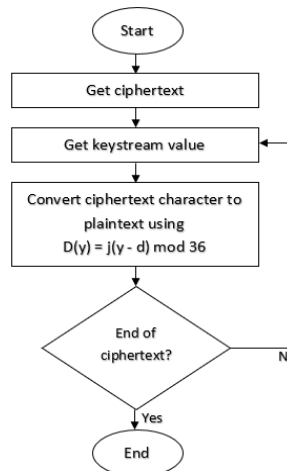 Start
Get ciphertext
Get keystream value
Convert ciphertext character to
plaintext using
D(y) = j(y - d) mod 36
End of
ciphertext?
N
Yes
End